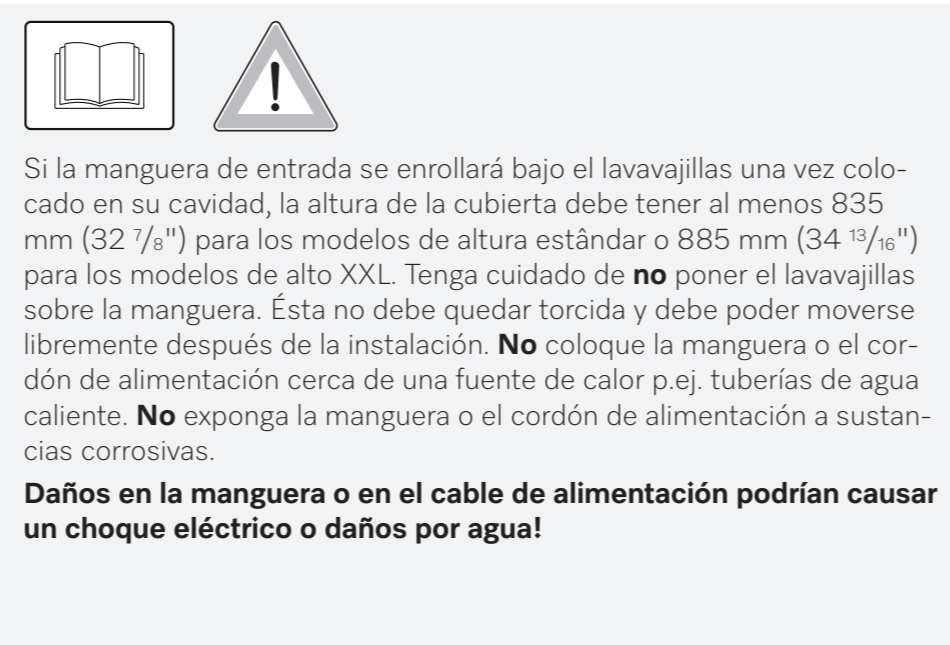 Si la manguera de entrada se enrollará bajo el lavavajillas una vez colo-
cado en su cavidad, la altura de la cubierta debe tener al menos 835
mm (32 7/8") para los modelos de altura estândar o 885 mm (34 13/16")
para los modelos de alto XXL. Tenga cuidado de no poner el lavavajillas
sobre la manguera. Ésta no debe quedar torcida y debe poder moverse
libremente después de la instalación. No coloque la manguera o el cor-
dón de alimentación cerca de una fuente de calor p.ej. tuberías de agua
caliente. No exponga la manguera o el cordón de alimentación a sustan-
cias corrosivas.
Daños en la manguera o en el cable de alimentación podrían causar
un choque eléctrico o daños por agua!